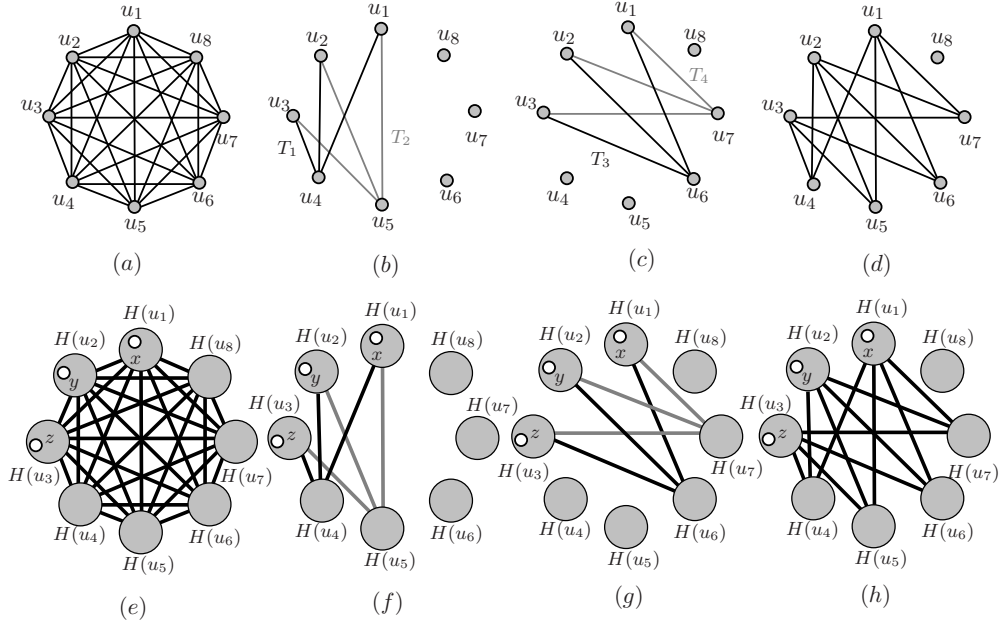 u1
u2
u8
u3
u7
u4
u6
u5
(a)
u1
u2
u8
u3
u7
T1
T2
u4
u6
u5
(b)
u1
u8
u2
T4
u3
u7
T3
u4
u6
u5
(c)
u1
u2
u8
u3
u7
u4
u6
u5
(d)
H(u1)
H(u2)
H(u8)
x
y
z
H(u3)
H(u7)
H(u4)
H(u6)
H(u5)
(e)
H(u1)
H(u2)
H(u8)
x
y
H(u3)
H(u7)
z
H(u4)
H(u6)
H(u5)
(f)
H(u1)
H(u2)
H(u8)
x
y
z
H(u3)
H(u7)
H(u4)
H(u6)
H(u5)
(g)
H(u1)
H(u2)
H(u8)
x
y
H(u3)
z
H(u7)
H(u4)
H(u6)
H(u5)
(h)